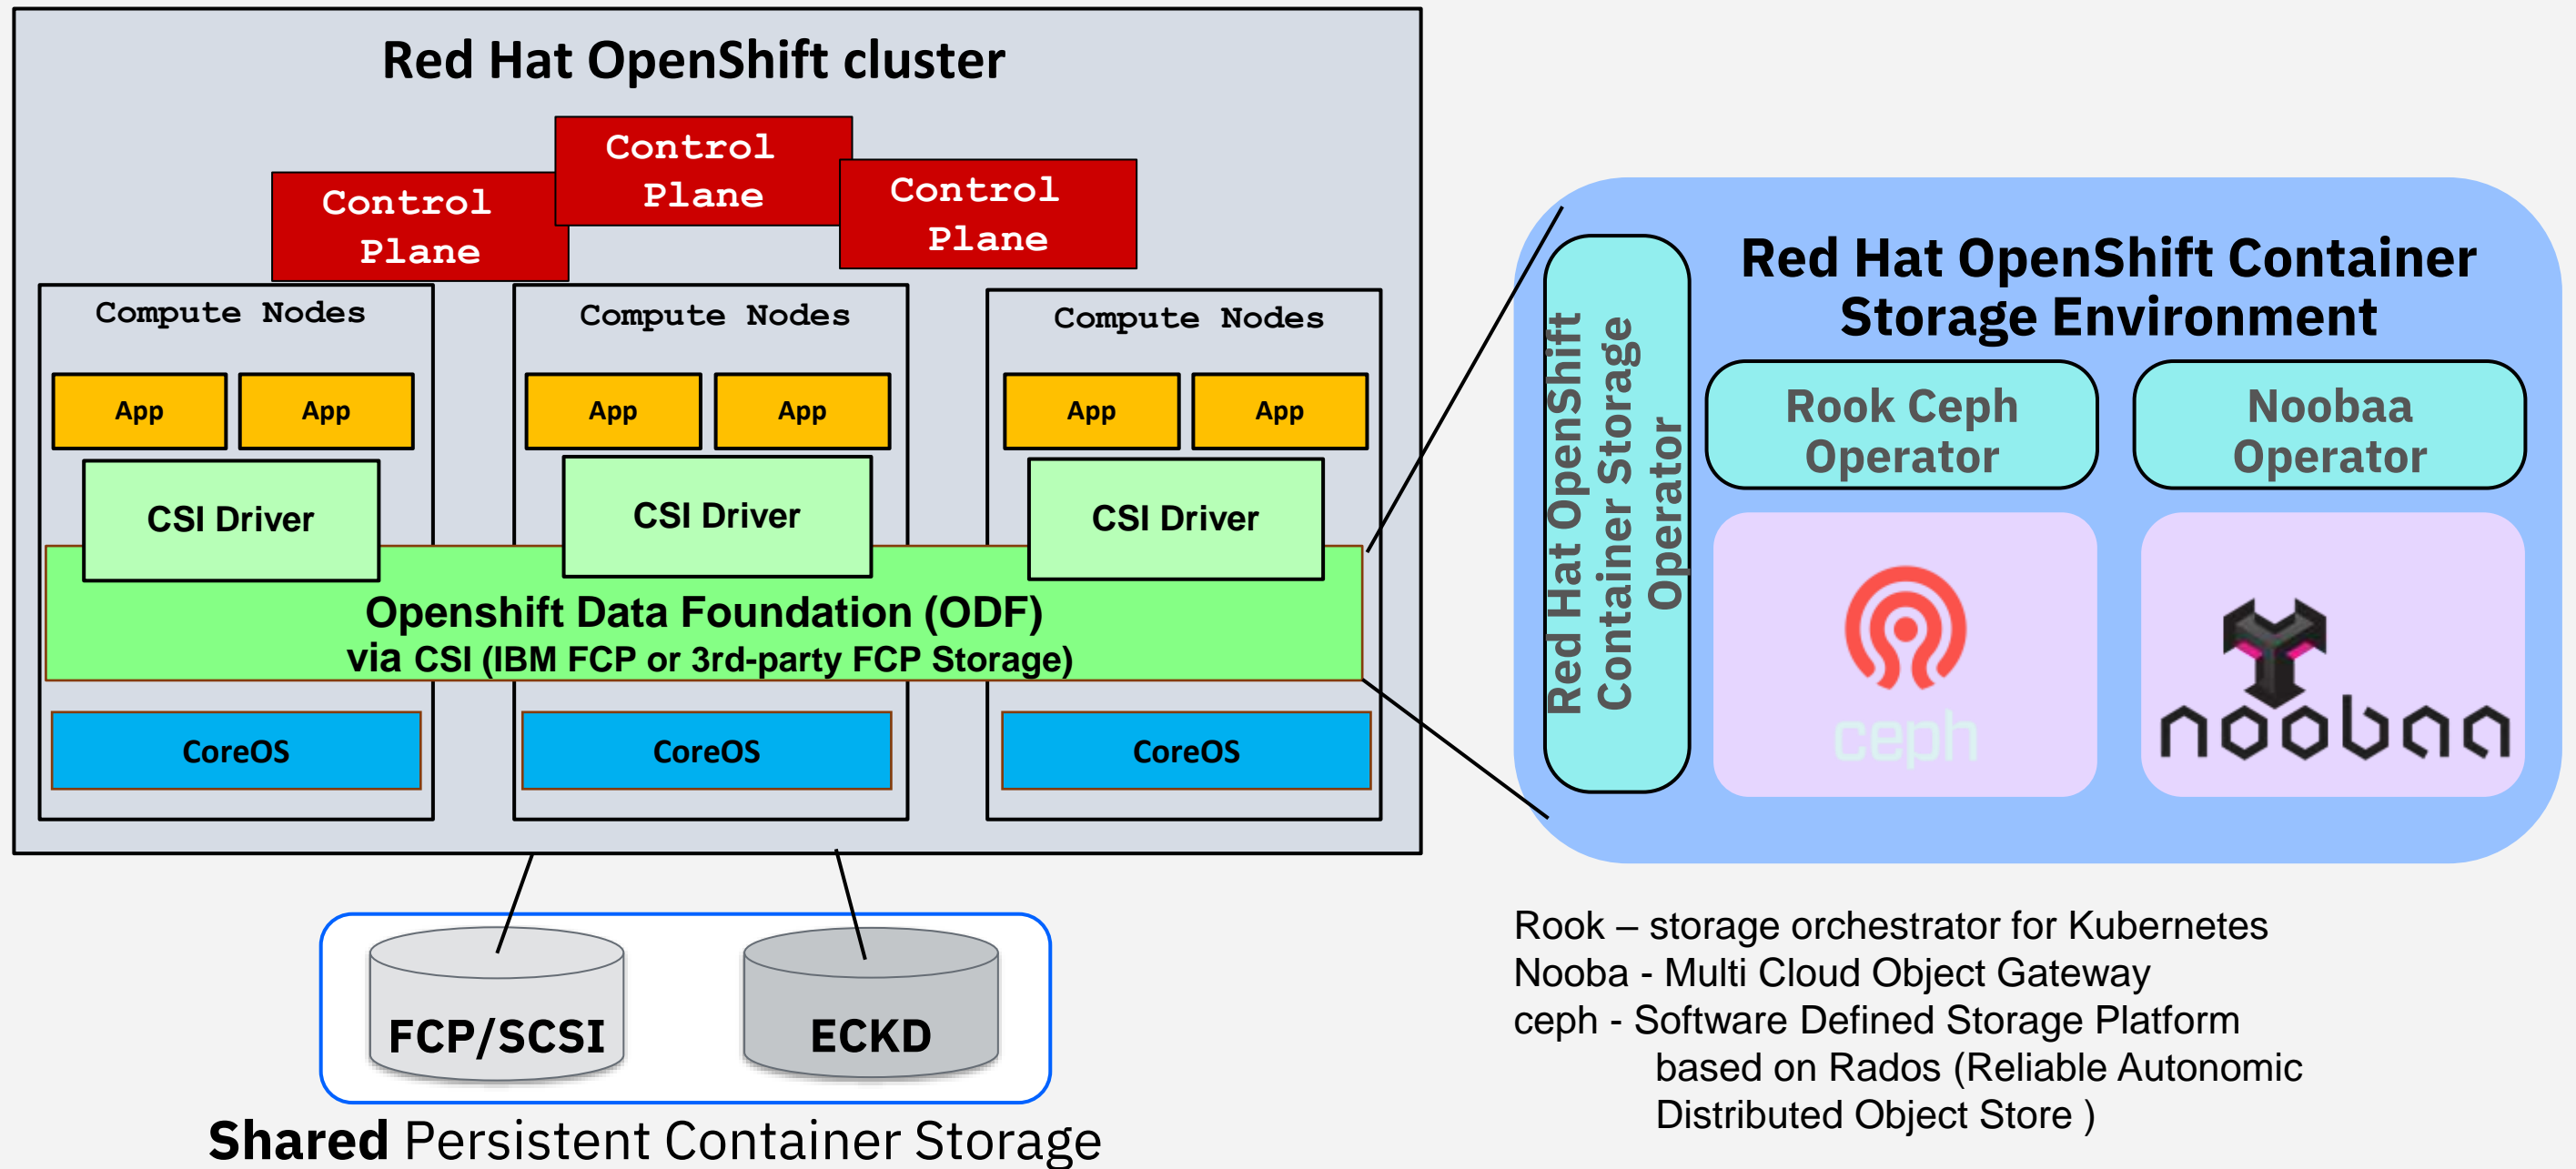 Red Hat OpenShift cluster
Control
Plane
Control
Plane
Control
Plane
Compute Nodes
App
App
CSI Driver
CoreOS
Compute Nodes
App
App
CSI Driver
CoreOS
Compute Nodes
App
App
CSI Driver
CoreOS
Openshift Data Foundation (ODF)
via CSI (IBM FCP or 3rd-party FCP Storage)
FCP/SCSI
ECKD
Shared Persistent Container Storage
Red Hat OpenShift Container
Storage Environment
Red Hat OpenShift
Container Storage
Operator
Rook Ceph
Operator
Noobaa
Operator
ceph
noobaa
Rook – storage orchestrator for Kubernetes
Nooba - Multi Cloud Object Gateway
ceph - Software Defined Storage Platform
based on Rados (Reliable Autonomic
Distributed Object Store )